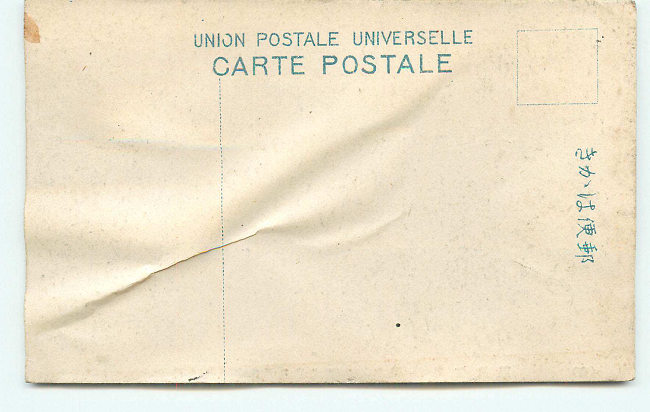 UNION POSTALE UNIVERSELLE
CARTE POSTALE
郵便はかき